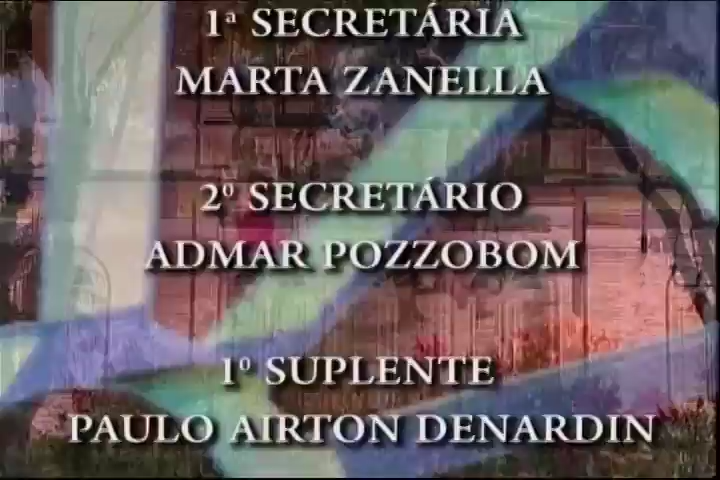 1ª SECRETÁRIA
MARTA ZANELLA
2º SECRETÁRIO
ADMAR POZZOBOM
1º SUPLENTE
PAULO AIRTON DENARDIN